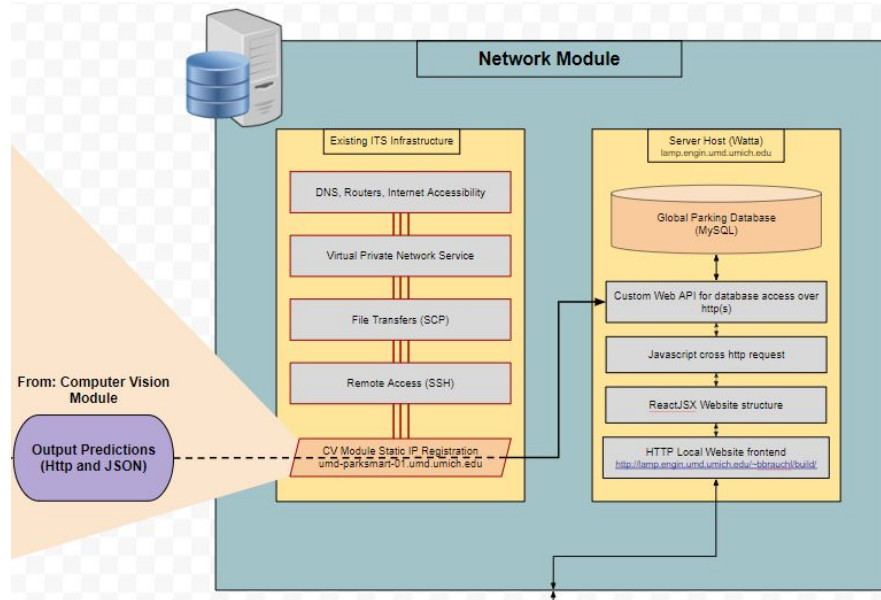 Network Module
Existing ITS Infrastructure
DNS, Routers, Internet Accessibility
Virtual Private Network Service
File Transfers (SCP)
Remote Access (SSH)
CV Module Static IP Registration
umd-parksmart-01.umd.umich.edu
From: Computer Vision
Module
Output Predictions
(Http and JSON)
Server Host (Watta)
lamp.engin.umd.umich.edu
Global Parking Database
(MySQL)
Custom Web API for database access over
http(s)
Javascript cross http request
ReactJSX Website structure
HTTP Local Website frontend
http://lamp.engin.umd.umich.edu/~bbrauchl/build/